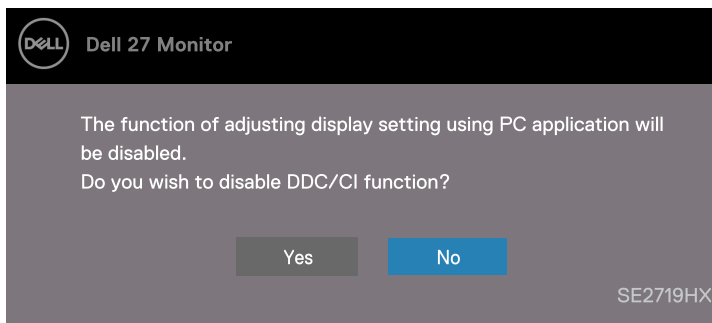 DELL
Dell 27 Monitor
The function of adjusting display setting using PC application will
be disabled.
Do you wish to disable DDC/CI function?
Yes No
SE2719HX